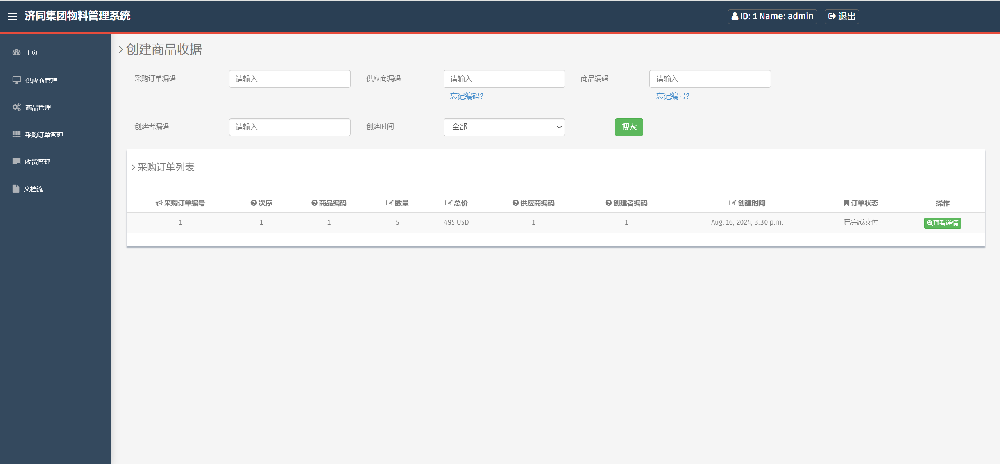 济同集团物料管理系统
ID: 1 Name: admin
退出
主页
供应商管理
商品管理
采购订单管理
收货管理
文档流
创建商品收据
采购订单编码 请输入 供应商编码 请输入 商品编码 请输入
忘记编码? 忘记编号?
创建者编码 请输入 创建时间 全部 搜索
采购订单列表
采购订单编号 次序 商品编码 数量 总价 供应商编码 创建者编码 创建时间 订单状态 操作
1 1 1 5 495 USD 1 1 Aug. 16, 2024, 3:30 p.m. 已完成支付 查看详情